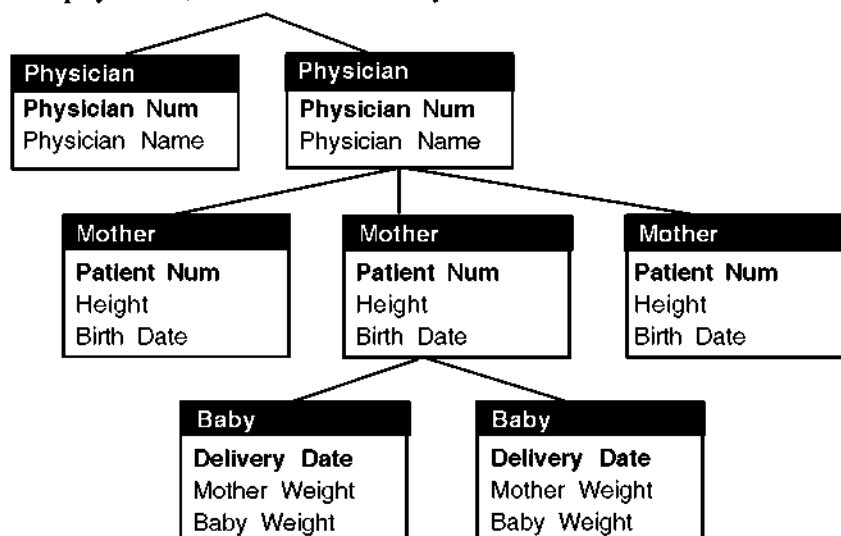 Physician
Physician Num
Physician Name
Physician
Physician Num
Physician Name
Mother
Patient Num
Height
Birth Date
Mother
Patient Num
Height
Birth Date
Mother
Patient Num
Height
Birth Date
Baby
Delivery Date
Mother Weight
Baby Weight
Baby
Delivery Date
Mother Weight
Baby Weight